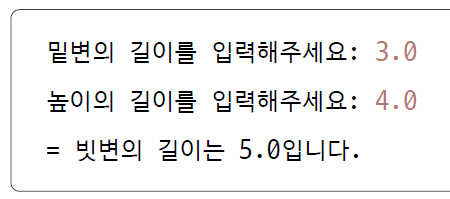 밑변의 길이를 입력해주세요: 3.0
높이의 길이를 입력해주세요: 4.0
= 빗변의 길이는 5.0입니다.